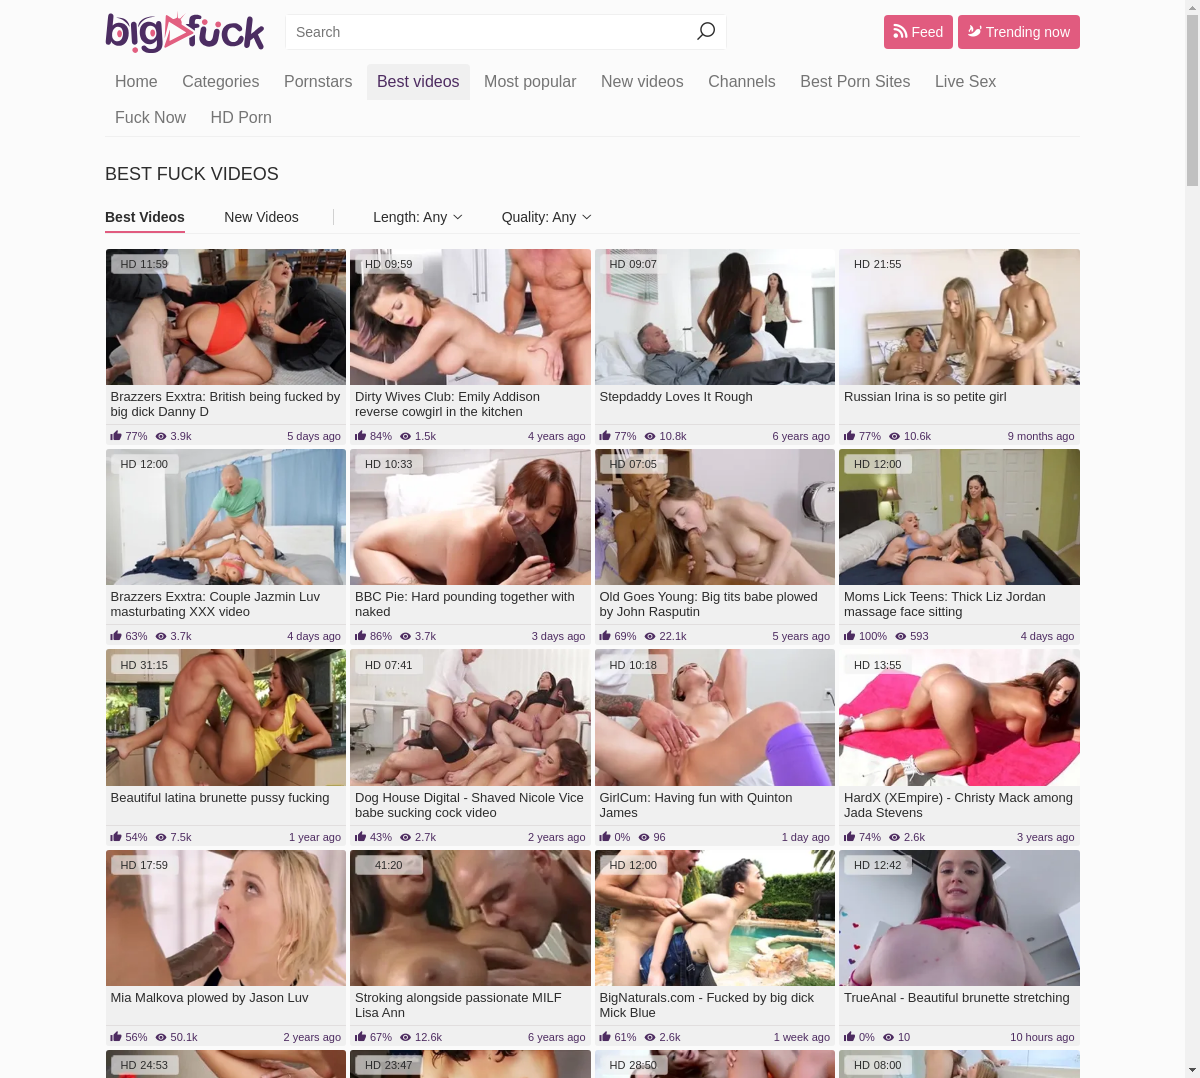 bigfuck
Search
Feed
Trending now
Home Categories Pornstars Best videos Most popular New videos Channels Best Porn Sites Live Sex
Fuck Now HD Porn
BEST FUCK VIDEOS
Best Videos New Videos Length: Any Quality: Any
HD 11:59 HD 09:59 HD 09:07 HD 21:55
Brazzers Exxtra: British being fucked by
big dick Danny D
77% 3.9k 5 days ago
Dirty Wives Club: Emily Addison
reverse cowgirl in the kitchen
84% 1.5k 4 years ago
Stepdaddy Loves It Rough
77% 10.8k 6 years ago
Russian Irina is so petite girl
77% 10.6k 9 months ago
HD 12:00 HD 10:33 HD 07:05 HD 12:00
Brazzers Exxtra: Couple Jazmin Luv
masturbating XXX video
63% 3.7k 4 days ago
BBC Pie: Hard pounding together with
naked
86% 3.7k 3 days ago
Old Goes Young: Big tits babe plowed
by John Rasputin
69% 22.1k 5 years ago
Moms Lick Teens: Thick Liz Jordan
massage face sitting
100% 593 4 days ago
HD 31:15 HD 07:41 HD 10:18 HD 13:55
Beautiful latina brunette pussy fucking
54% 7.5k 1 year ago
Dog House Digital - Shaved Nicole Vice
babe sucking cock video
43% 2.7k 2 years ago
GirlCum: Having fun with Quinton
James
0% 96 1 day ago
HardX (XEmpire) - Christy Mack among
Jada Stevens
74% 2.6k 3 years ago
HD 17:59 41:20 HD 12:00 HD 12:42
Mia Malkova plowed by Jason Luv
56% 50.1k 2 years ago
Stroking alongside passionate MILF
Lisa Ann
67% 12.6k 6 years ago
BigNaturals.com - Fucked by big dick
Mick Blue
61% 2.6k 1 week ago
TrueAnal - Beautiful brunette stretching
0% 10 10 hours ago
HD 24:53 HD 23:47 HD 28:50 HD 08:00